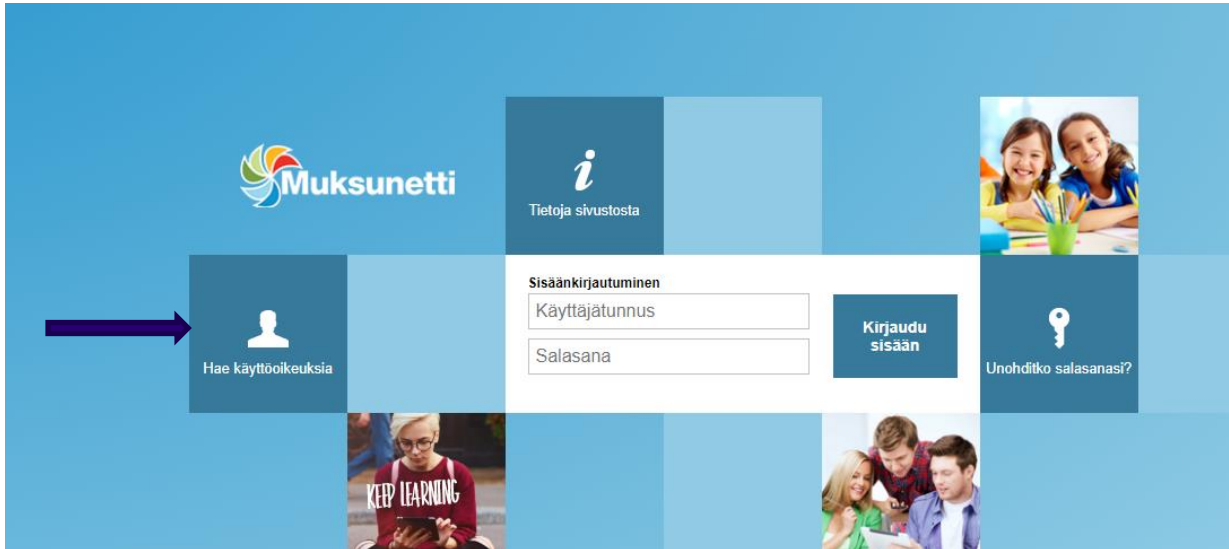 Muksunetti
i
Tietoja sivustosta
Hae käyttöoikeuksia
Sisäänkirjautuminen
Käyttäjätunnus
Salasana
Kirjaudu
sisään
Unohditko salasanasi?
KEEP LEARNING